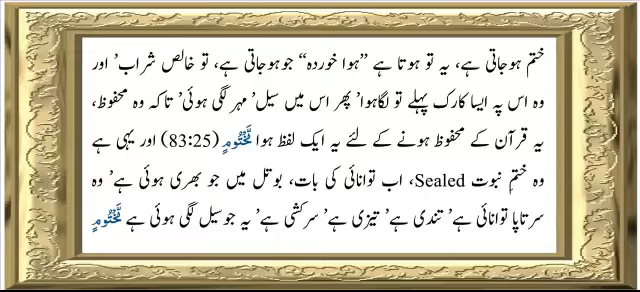 ختم ہوجاتی ہے، یہ تو ہوتا ہے ”ہوا خوردہ“ جوہوجاتی ہے، تو خالص شراب’ اور
وہ اس پہ ایسا کارک پہلے تو لگاہوا’ پھر اس میں سیل’ مہر لگی ہوئی’ تاکہ وہ محفوظ،
یہ قرآن کے محفوظ ہونے کے لئے یہ ایک لفظ ہوا مَّخْتُومٍ (83:25) اور یہی ہے
وہ ختمِ نبوت Sealed، اب توانائی کی بات، بوتل میں جو بھری ہوئی ہے’ وہ
سرتاپا توانائی ہے’ تندی ہے’ تیزی ہے’ سرکشی ہے’ یہ جوسیل لگی ہوئی ہے مَّخْتُومٍ